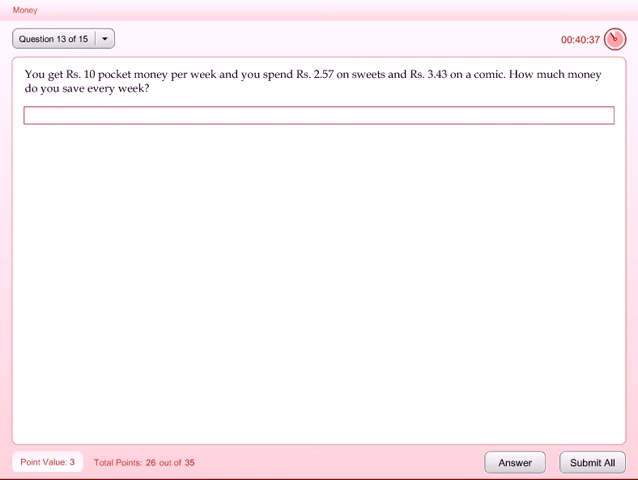 Money
Question 13 of 15
00:40:37
You get Rs. 10 pocket money per week and you spend Rs. 2.57 on sweets and Rs. 3.43 on a comic. How much money
do you save every week?
Point Value: 3
Total Points: 26 out of 35
Answer
Submit All